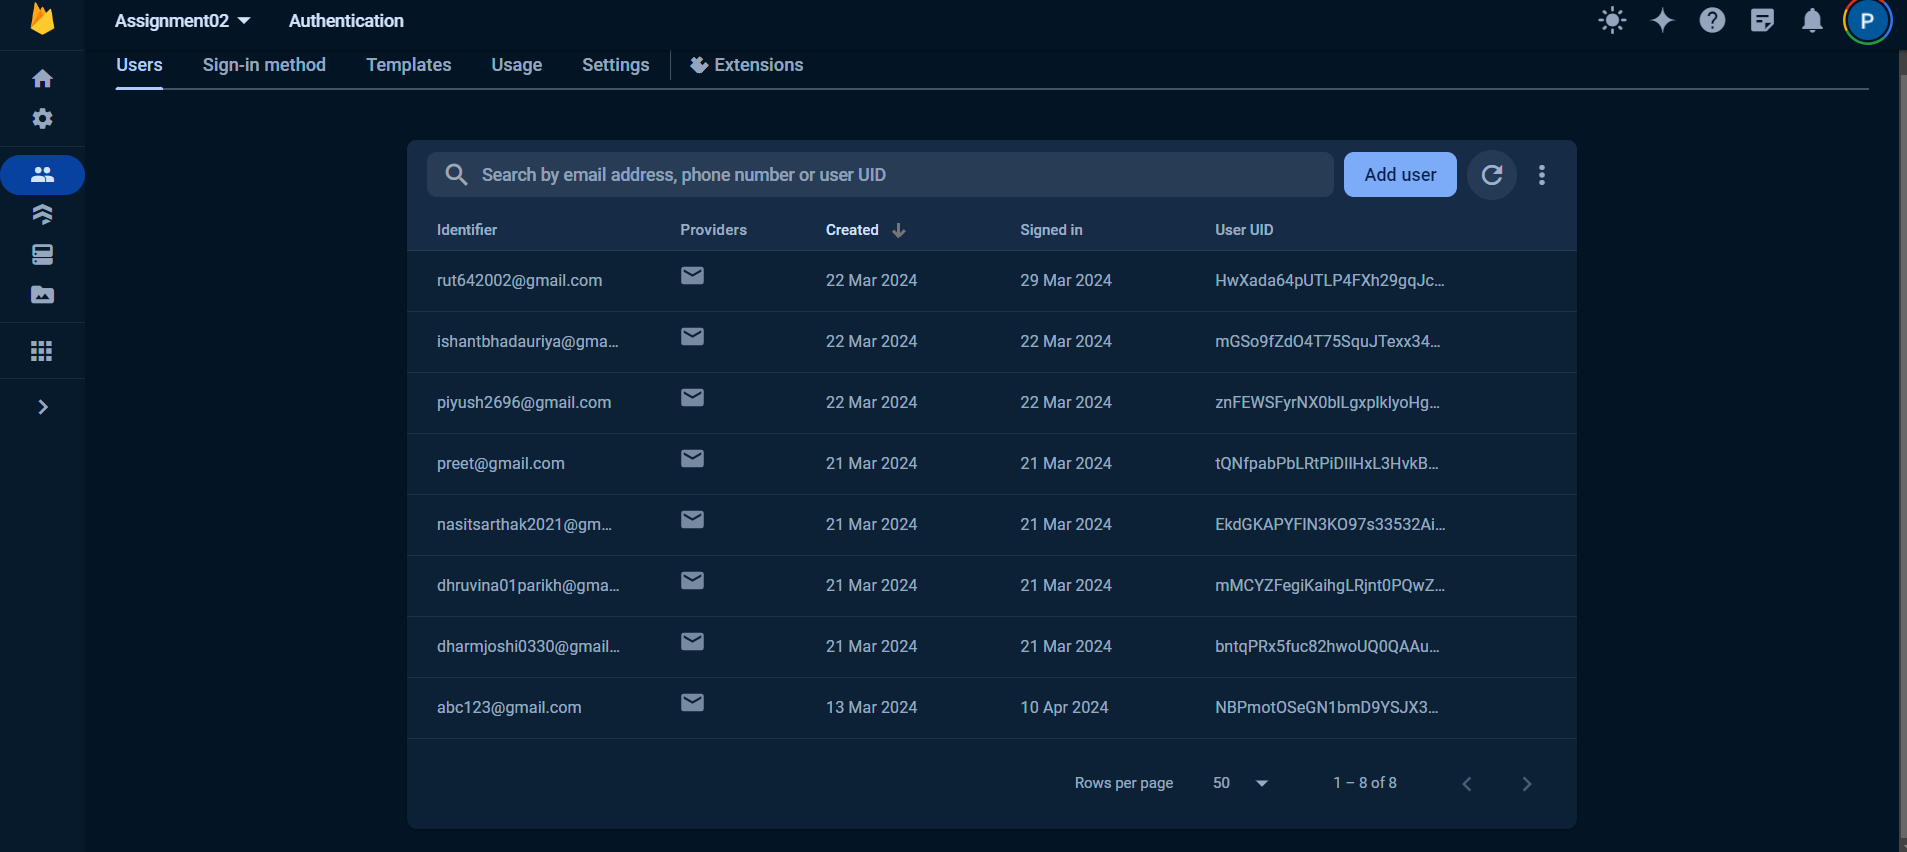 Assignment02 Authentication
P
Users Sign-in method Templates Usage Settings Extensions
Search by email address, phone number or user UID Add user
Identifier Providers Created Signed in User UID
rut642002@gmail.com 22 Mar 2024 29 Mar 2024 HwXada64pUTLP4FXh29gqJc...
ishantbhadauriya@gma... 22 Mar 2024 22 Mar 2024 mGSo9fZdO4T75SquJTexx34...
piyush2696@gmail.com 22 Mar 2024 22 Mar 2024 znFEWSFyrNX0blLgxplklyoHg...
preet@gmail.com 21 Mar 2024 21 Mar 2024 tQNfpabPbLRtPiDIIHxL3HvkB...
nasitsarthak2021@gm... 21 Mar 2024 21 Mar 2024 EkdGKAPYFIN3KO97s33532Ai...
dhruvina01parikh@gma... 21 Mar 2024 21 Mar 2024 mMCYZFegiKaihgLRjnt0PQwZ...
dharmjoshi0330@gmail... 21 Mar 2024 21 Mar 2024 bntqPRx5fuc82hwoUQ0QAAu...
abc123@gmail.com 13 Mar 2024 10 Apr 2024 NBPmotOSeGN1bmD9YSJX3...
Rows per page 50 1 – 8 of 8